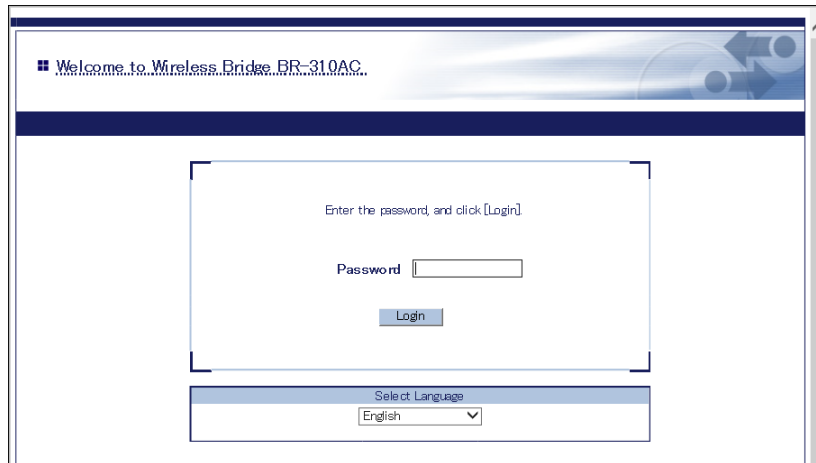 Welcome to Wireless Bridge BR-310AC.
Enter the password, and click [Login].
Password
Login
Select Language
English